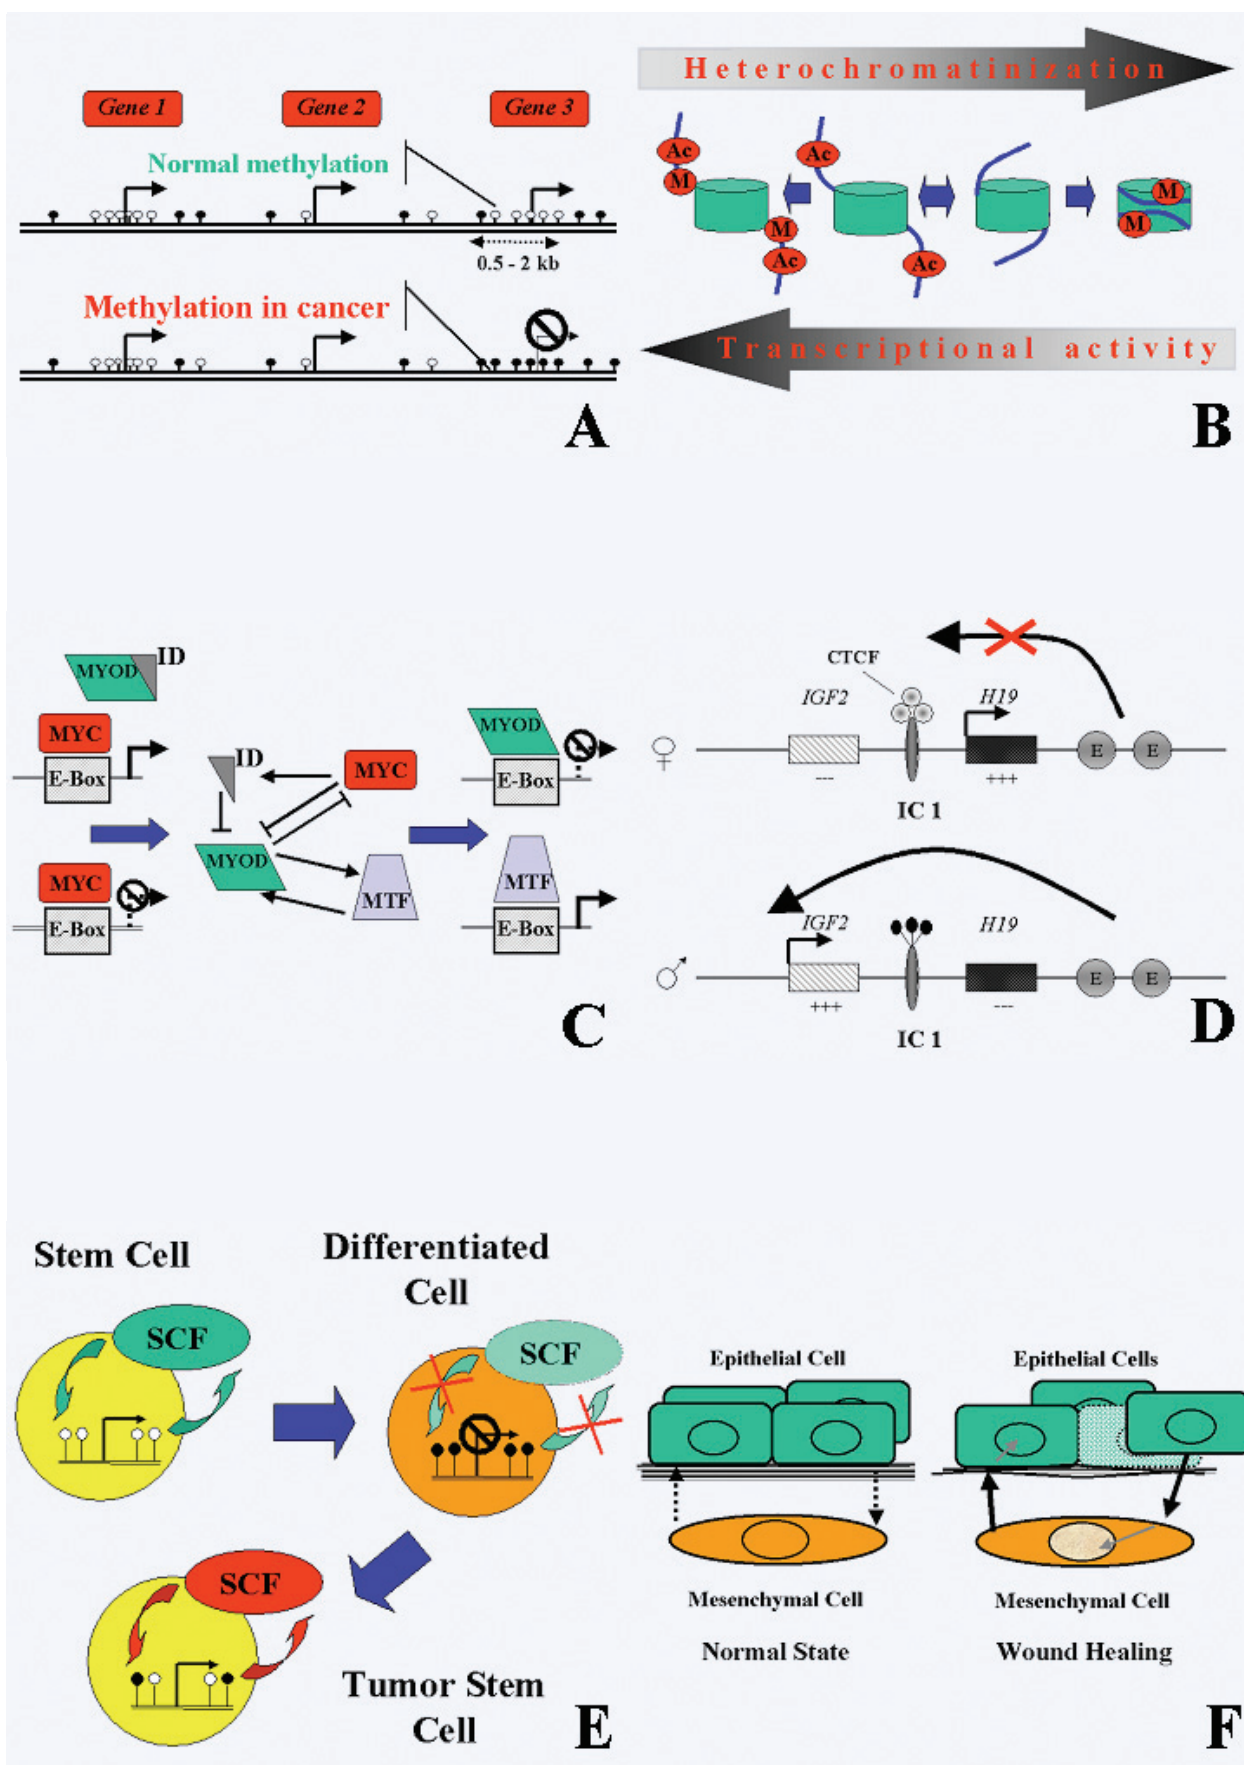 Gene 1 Gene 2 Gene 3
Normal methylation
0.5 - 2 kb
Methylation in cancer
A
Heterochromatinization
Ac Ac
M M
M M
Ac Ac
Transcriptional activity
B
MYOD ID
MYC
E-Box
MYC
E-Box
ID MYC
MYOD
MTF
MYOD
E-Box
MTF
E-Box
C
CTCF
IGF2 H19
♀ E E
--- +++
IC 1
IGF2 H19
♂ E E
+++ ---
IC 1
D
Stem Cell
SCF
Differentiated
Cell
SCF
SCF
Tumor Stem
Cell
E
Epithelial Cell Epithelial Cells
Mesenchymal Cell Mesenchymal Cell
Normal State Wound Healing
F